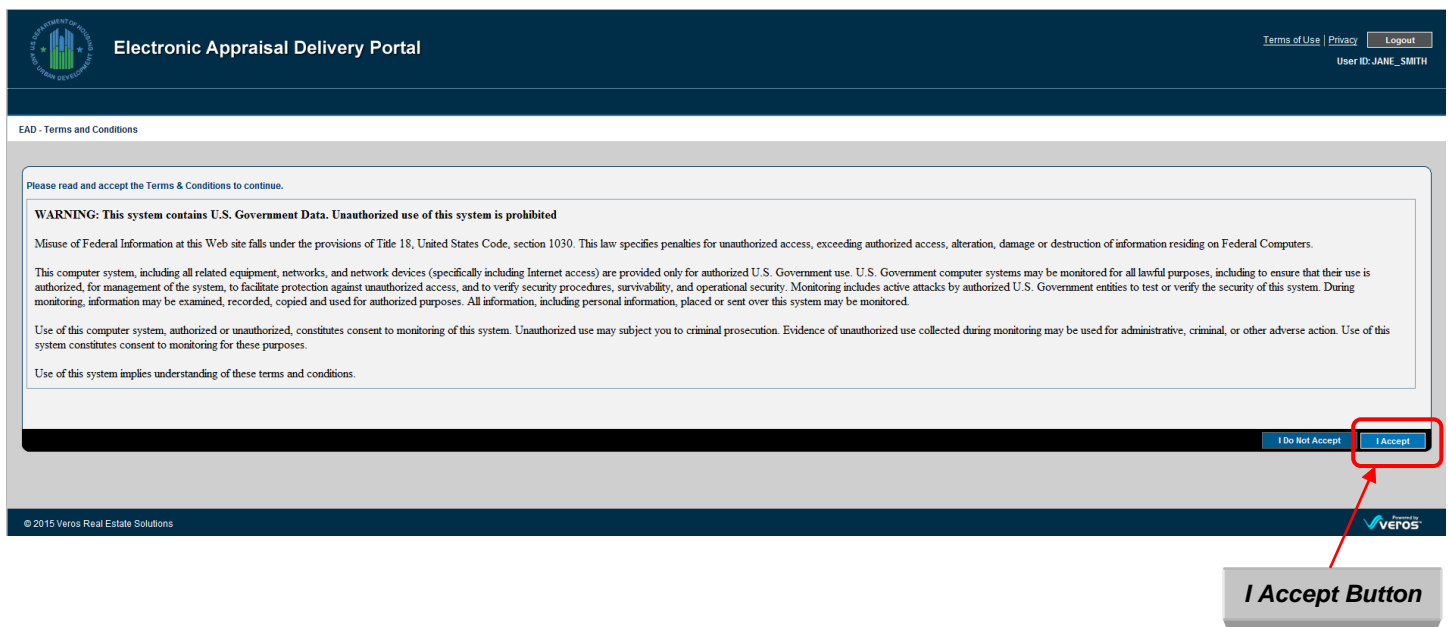 U.S. DEPARTMENT OF HOUSING AND URBAN DEVELOPMENT
Electronic Appraisal Delivery Portal
Terms of Use | Privacy Logout
User ID: JANE_SMITH
EAD - Terms and Conditions
Please read and accept the Terms & Conditions to continue.
WARNING: This system contains U.S. Government Data. Unauthorized use of this system is prohibited
Misuse of Federal Information at this Web site falls under the provisions of Title 18, United States Code, section 1030. This law specifies penalties for unauthorized access, exceeding authorized access, alteration, damage or destruction of information residing on Federal Computers.
This computer system, including all related equipment, networks, and network devices (specifically including Internet access) are provided only for authorized U.S. Government use. U.S. Government computer systems may be monitored for all lawful purposes, including to ensure that their use is
authorized, for management of the system, to facilitate protection against unauthorized access, and to verify security procedures, survivability, and operational security. Monitoring includes active attacks by authorized U.S. Government entities to test or verify the security of this system. During
monitoring, information may be examined, recorded, copied and used for authorized purposes. All information, including personal information, placed or sent over this system may be monitored.
Use of this computer system, authorized or unauthorized, constitutes consent to monitoring of this system. Unauthorized use may subject you to criminal prosecution. Evidence of unauthorized use collected during monitoring may be used for administrative, criminal, or other adverse action. Use of this
system constitutes consent to monitoring for these purposes.
Use of this system implies understanding of these terms and conditions.
I Do Not Accept I Accept
© 2015 Veros Real Estate Solutions
Powered by
veros
I Accept Button